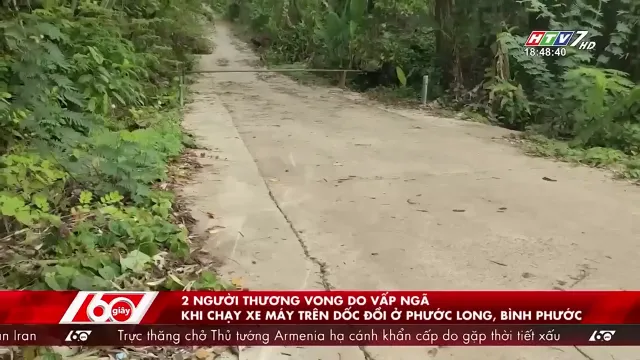 HTV7 HD
18:48:40
60 giây
2 NGƯỜI THƯƠNG VONG DO VẤP NGÃ
KHI CHẠY XE MÁY TRÊN DỐC ĐỒI Ở PHƯỚC LONG, BÌNH PHƯỚC
Iran 60 Trực thăng chở Thủ tướng Armenia hạ cánh khẩn cấp do gặp thời tiết xấu 60